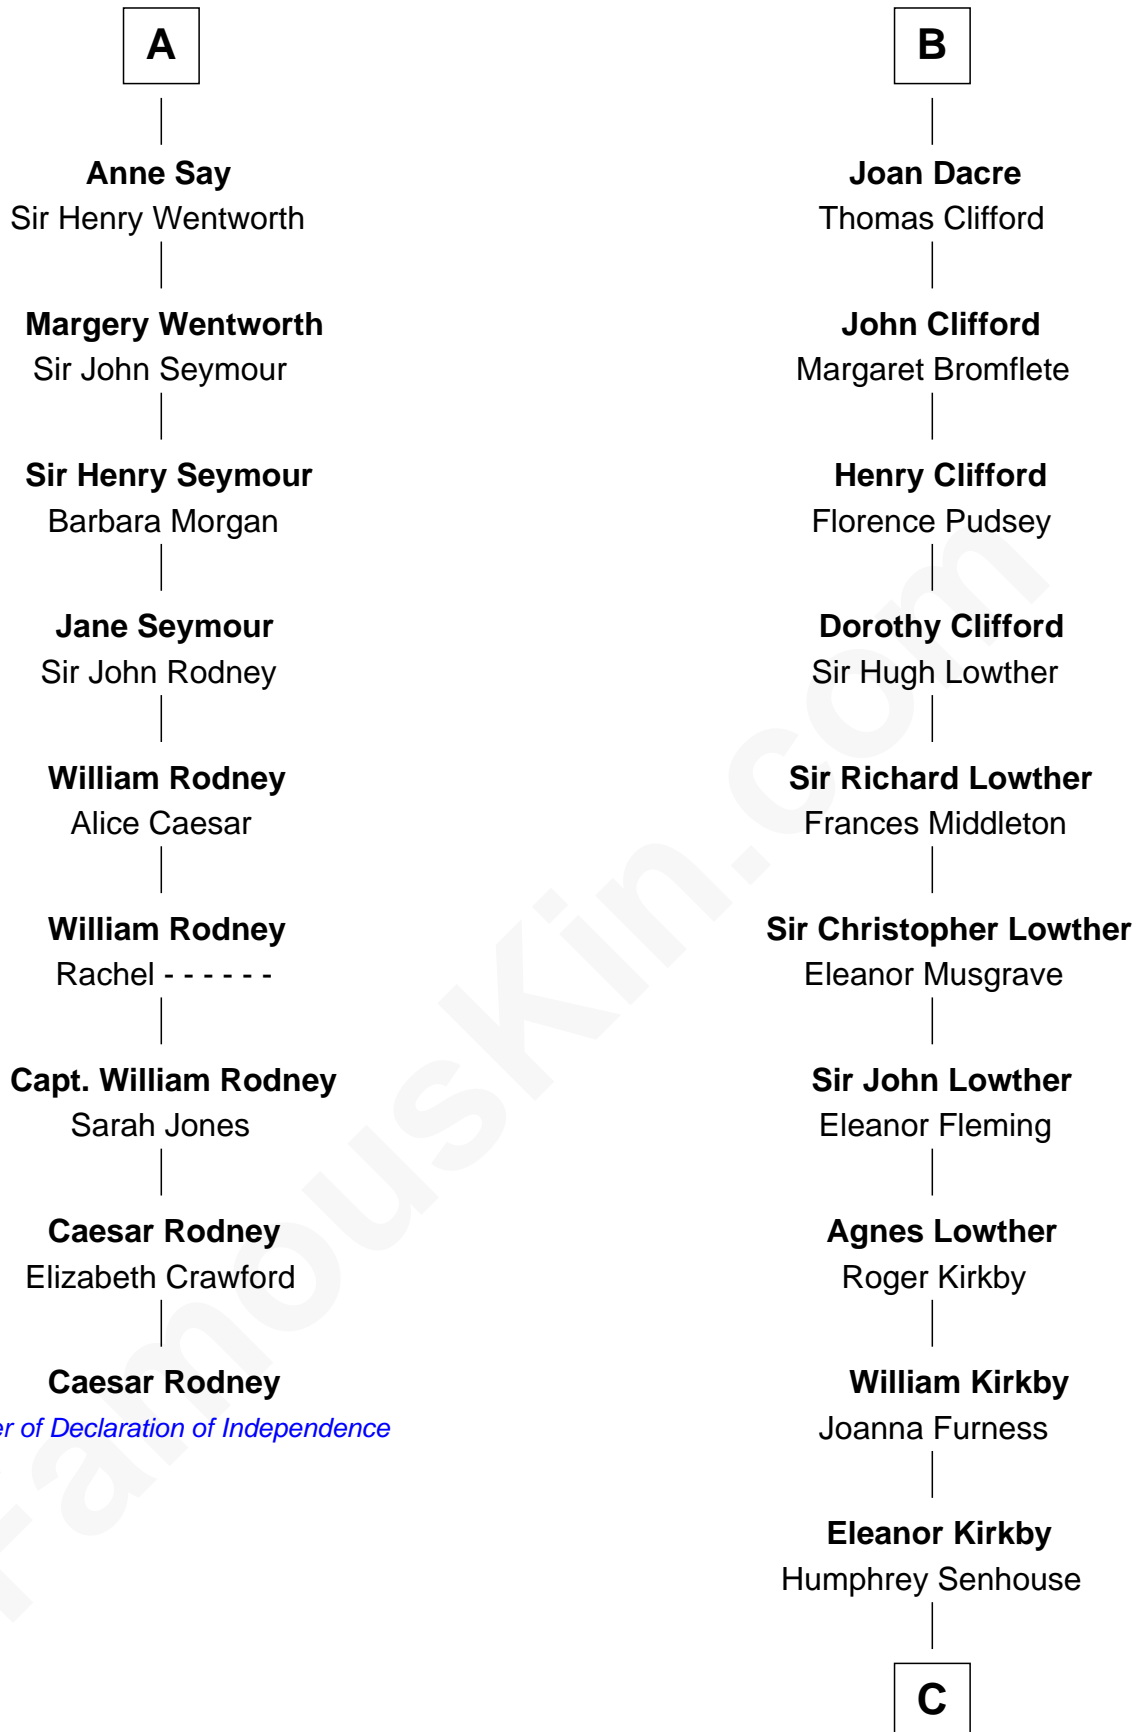 A
Anne Say
Sir Henry Wentworth
Margery Wentworth
Sir John Seymour
Sir Henry Seymour
Barbara Morgan
Jane Seymour
Sir John Rodney
William Rodney
Alice Caesar
William Rodney
Rachel - - - - - -
Capt. William Rodney
Sarah Jones
Caesar Rodney
Elizabeth Crawford
Caesar Rodney
er of Declaration of Independence
B
Joan Dacre
Thomas Clifford
John Clifford
Margaret Bromflete
Henry Clifford
Florence Pudsey
Dorothy Clifford
Sir Hugh Lowther
Sir Richard Lowther
Frances Middleton
Sir Christopher Lowther
Eleanor Musgrave
Sir John Lowther
Eleanor Fleming
Agnes Lowther
Roger Kirkby
William Kirkby
Joanna Furness
Eleanor Kirkby
Humphrey Senhouse
C
FamousKin.com